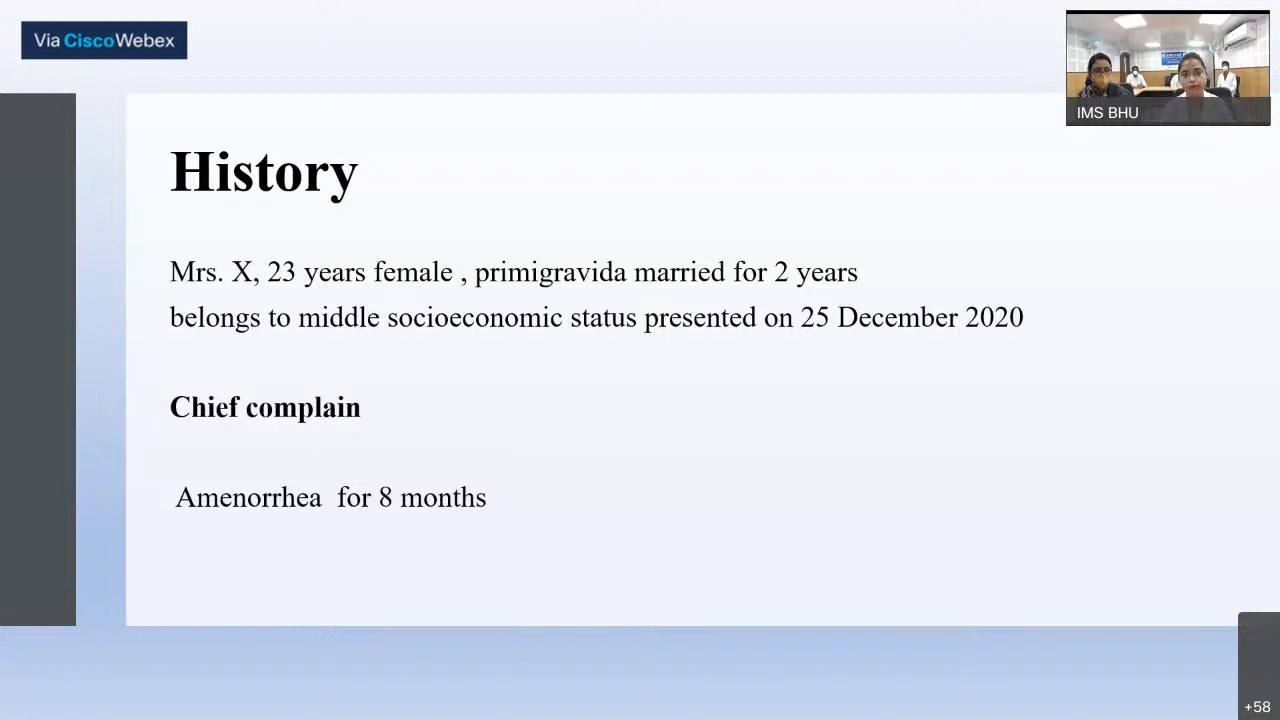 Via CiscoWebex
IMS BHU
History
Mrs. X, 23 years female , primigravida married for 2 years
belongs to middle socioeconomic status presented on 25 December 2020
Chief complain
Amenorrhea  for 8 months
+58